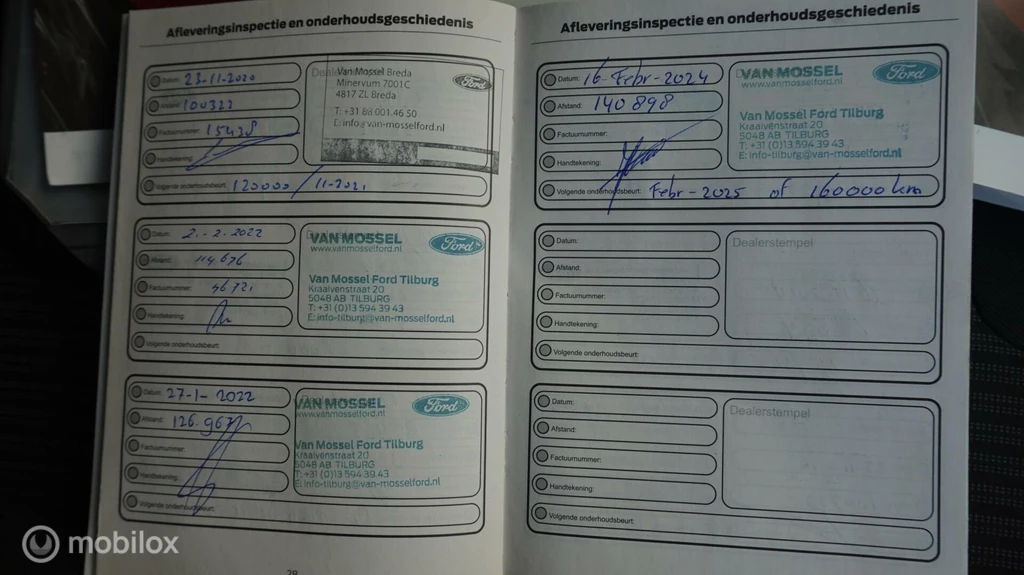 Afleveringsinspectie en onderhoudsgeschiedenis
Datum: 23-11-2020
Afstand: 100322
Factuurnummer: 15438
Handtekening:
Van Mossel Breda
Minervum 7001C
4817 ZL Breda
T: +31 88 001 46 50
E: info@van-mosselford.nl
Ford
Volgende onderhoudsbeurt: 120000 / 11-2021
Datum: 2-2-2022
Afstand: 114.676
Factuurnummer: 46721
Handtekening:
VAN MOSSEL
www.vanmosselford.nl
Ford
Van Mossel Ford Tilburg
Kraaivenstraat 20
5048 AB TILBURG
T: +31 (0)13 594 39 43
E: info-tilburg@van-mosselford.nl
Volgende onderhoudsbeurt:
Datum: 27-1-2022
Afstand: 126.967
Factuurnummer:
Handtekening:
VAN MOSSEL
www.vanmosselford.nl
Ford
Van Mossel Ford Tilburg
Kraaivenstraat 20
5048 AB TILBURG
T: +31 (0)13 594 39 43
E: info-tilburg@van-mosselford.nl
Volgende onderhoudsbeurt:
28
Afleveringsinspectie en onderhoudsgeschiedenis
Datum: 16-Febr-2024
Afstand: 140898
Factuurnummer:
Handtekening:
VAN MOSSEL
www.vanmosselford.nl
Ford
Van Mossel Ford Tilburg
Kraaivenstraat 20
5048 AB TILBURG
T: +31 (0)13 594 39 43
E: info-tilburg@van-mosselford.nl
Volgende onderhoudsbeurt: Febr-2025 of 160000km
Datum:
Afstand:
Factuurnummer:
Handtekening:
Dealerstempel
Volgende onderhoudsbeurt:
Datum:
Afstand:
Factuurnummer:
Handtekening:
Dealerstempel
Volgende onderhoudsbeurt:
mobilox